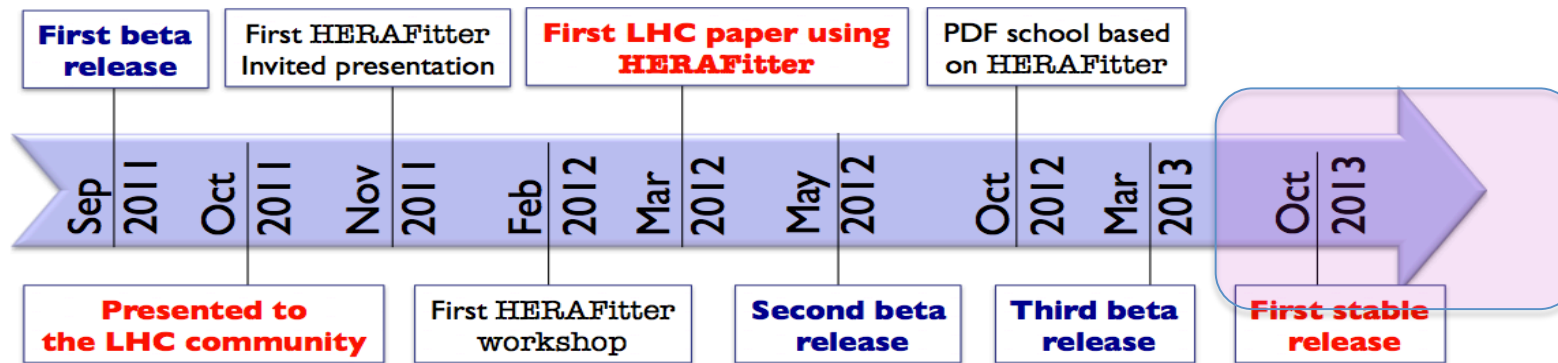 First beta
release
First HERAFitter
Invited presentation
First LHC paper using
HERAFitter
PDF school based
on HERAFitter
Sep
2011
Oct
2011
Nov
2011
Feb
2012
Mar
2012
May
2012
Oct
2012
Mar
2013
Oct
2013
Presented to
the LHC community
First HERAFitter
workshop
Second beta
release
Third beta
release
First stable
release